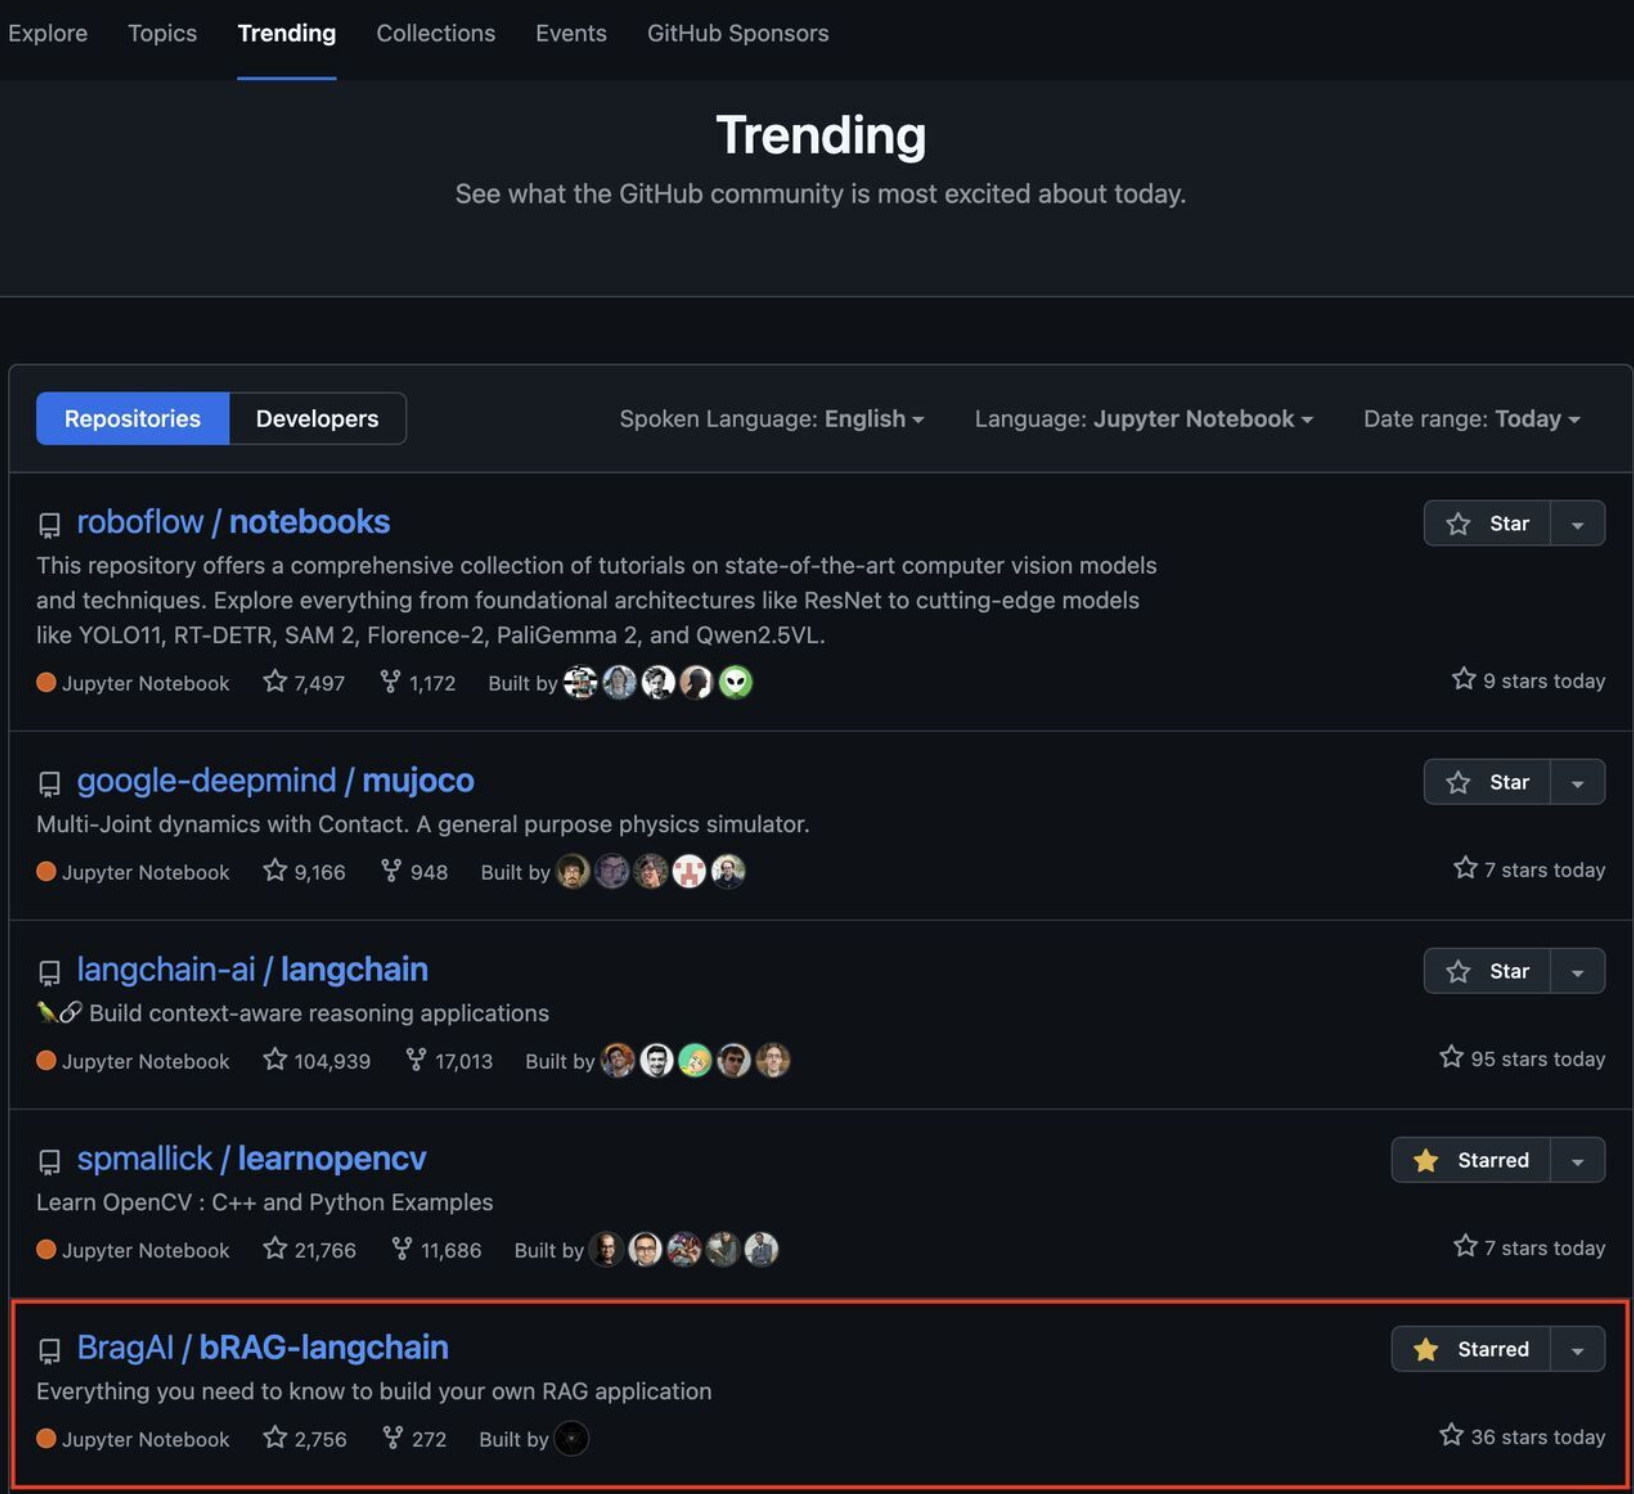 Explore Topics Trending Collections Events GitHub Sponsors
Trending
See what the GitHub community is most excited about today.
Repositories Developers Spoken Language: English Language: Jupyter Notebook Date range: Today
roboflow / notebooks Star
This repository offers a comprehensive collection of tutorials on state-of-the-art computer vision models
and techniques. Explore everything from foundational architectures like ResNet to cutting-edge models
like YOLO11, RT-DETR, SAM 2, Florence-2, PaliGemma 2, and Qwen2.5VL.
Jupyter Notebook 7,497 1,172 Built by 9 stars today
google-deepmind / mujoco Star
Multi-Joint dynamics with Contact. A general purpose physics simulator.
Jupyter Notebook 9,166 948 Built by 7 stars today
langchain-ai / langchain Star
🦜🔗 Build context-aware reasoning applications
Jupyter Notebook 104,939 17,013 Built by 95 stars today
spmallick / learnopencv Starred
Learn OpenCV : C++ and Python Examples
Jupyter Notebook 21,766 11,686 Built by 7 stars today
BragAI / bRAG-langchain Starred
Everything you need to know to build your own RAG application
Jupyter Notebook 2,756 272 Built by 36 stars today